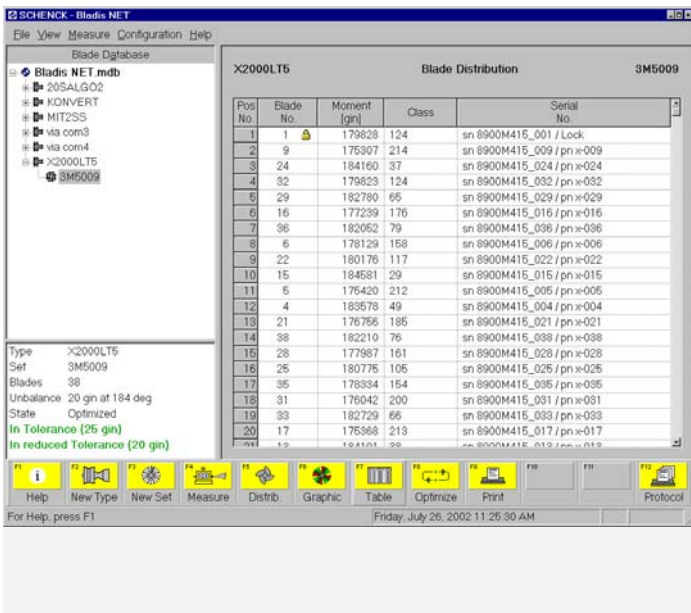 SCHENCK - Bladis NET
File View Measure Configuration Help
Blade Database
Bladis NET.mdb
20SALGO2
KONVERT
MIT2SS
via com3
via com4
X2000LT5
3M5009
Type X2000LT5
Set 3M5009
Blades 38
Unbalance 20 gin at 184 deg
State Optimized
In Tolerance (25 gin)
In reduced Tolerance (20 gin)
X2000LT5 Blade Distribution 3M5009
Pos No. Blade No. Moment [gin] Class Serial No.
1 1 179828 124 sn 8900M415_001 / Lock
2 9 175307 214 sn 8900M415_009 / pn x-009
3 24 184160 37 sn 8900M415_024 / pn x-024
4 32 179823 124 sn 8900M415_032 / pn x-032
5 29 182780 65 sn 8900M415_029 / pn x-029
6 16 177239 176 sn 8900M415_016 / pn x-016
7 36 182052 79 sn 8900M415_036 / pn x-036
8 6 178129 158 sn 8900M415_006 / pn x-006
9 22 180176 117 sn 8900M415_022 / pn x-022
10 15 184581 29 sn 8900M415_015 / pn x-015
11 5 175420 212 sn 8900M415_005 / pn x-005
12 4 183578 49 sn 8900M415_004 / pn x-004
13 21 176756 185 sn 8900M415_021 / pn x-021
14 38 182210 76 sn 8900M415_038 / pn x-038
15 28 177987 161 sn 8900M415_028 / pn x-028
16 25 180775 105 sn 8900M415_025 / pn x-025
17 35 178334 154 sn 8900M415_035 / pn x-035
18 31 176042 200 sn 8900M415_031 / pn x-031
19 33 182729 66 sn 8900M415_033 / pn x-033
20 17 175368 213 sn 8900M415_017 / pn x-017
F1 F2 F3 F4 F5 F6 F7 F8 F9 F10 F11 F12
Help New Type New Set Measure Distrib. Graphic Table Optimize Print Protocol
For Help, press F1 Friday, July 26, 2002 11:25:30 AM